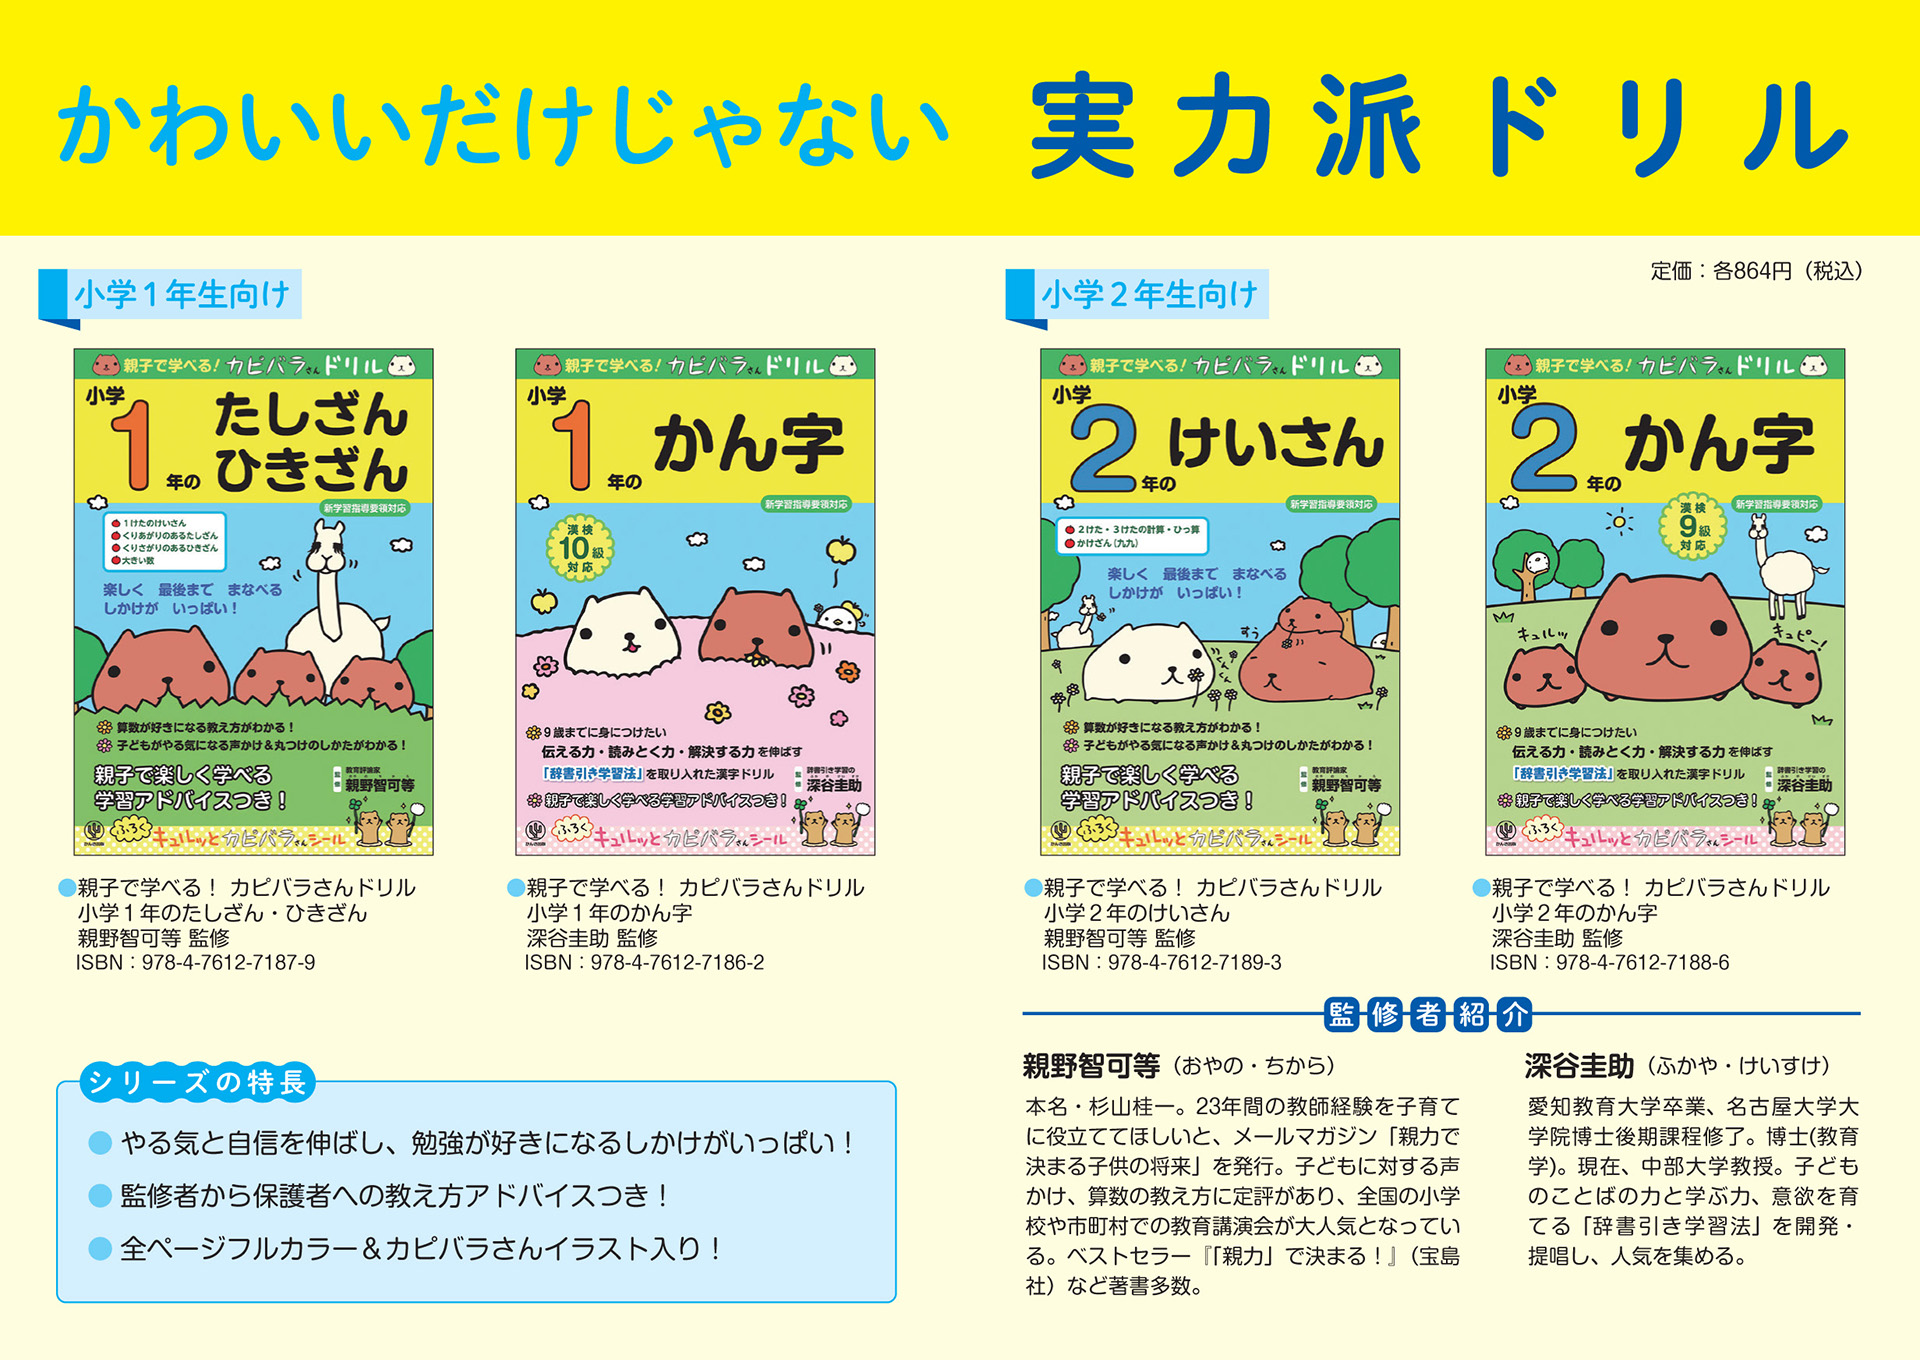 かわいいだけじゃない 実力派ドリル
定価：各864円（税込）
小学1年生向け
親子で学べる！カピバラさんドリル
小学
1年の
たしざん
ひきざん
新学習指導要領対応
1けたのけいさん
くりあがりのあるたしざん
くりさがりのあるひきざん
大きい数
楽しく 最後まで まなべる
しかけが いっぱい！
算数が好きになる教え方がわかる！
子どもがやる気になる声かけ＆丸つけのしかたがわかる！
親子で楽しく学べる
学習アドバイスつき！
監修
教育評論家
親野智可等
かんき出版
ふろく
キュルッとカピバラさんシール
親子で学べる！カピバラさんドリル
小学
1年の
かん字
新学習指導要領対応
漢検
10級
対応
9歳までに身につけたい
伝える力・読みとく力・解決する力を伸ばす
「辞書引き学習法」を取り入れた漢字ドリル
親子で楽しく学べる学習アドバイスつき！
監修
辞書引き学習の
深谷圭助
かんき出版
ふろく
キュルッとカピバラさんシール
●親子で学べる！ カピバラさんドリル
小学1年のたしざん・ひきざん
親野智可等 監修
ISBN：978-4-7612-7187-9
●親子で学べる！ カピバラさんドリル
小学1年のかん字
深谷圭助 監修
ISBN：978-4-7612-7186-2
シリーズの特長
● やる気と自信を伸ばし、勉強が好きになるしかけがいっぱい！
● 監修者から保護者への教え方アドバイスつき！
● 全ページフルカラー＆カピバラさんイラスト入り！
小学2年生向け
親子で学べる！カピバラさんドリル
小学
2年の
けいさん
新学習指導要領対応
2けた・3けたの計算・ひっ算
かけざん（九九）
楽しく 最後まで まなべる
しかけが いっぱい！
すぅ
くんくん
算数が好きになる教え方がわかる！
子どもがやる気になる声かけ＆丸つけのしかたがわかる！
親子で楽しく学べる
学習アドバイスつき！
監修
教育評論家
親野智可等
かんき出版
ふろく
キュルッとカピバラさんシール
親子で学べる！カピバラさんドリル
小学
2年の
かん字
漢検
9級
対応
新学習指導要領対応
キュルッ
キュピー！
9歳までに身につけたい
伝える力・読みとく力・解決する力を伸ばす
「辞書引き学習法」を取り入れた漢字ドリル
親子で楽しく学べる学習アドバイスつき！
監修
辞書引き学習の
深谷圭助
かんき出版
ふろく
キュルッとカピバラさんシール
●親子で学べる！ カピバラさんドリル
小学2年のけいさん
親野智可等 監修
ISBN：978-4-7612-7189-3
●親子で学べる！ カピバラさんドリル
小学2年のかん字
深谷圭助 監修
ISBN：978-4-7612-7188-6
監修者紹介
親野智可等（おやの・ちから）
本名・杉山桂一。23年間の教師経験を子育て
に役立ててほしいと、メールマガジン「親力で
決まる子供の将来」を発行。子どもに対する声
かけ、算数の教え方に定評があり、全国の小学
校や市町村での教育講演会が大人気となってい
る。ベストセラー『「親力」で決まる！』（宝島
社）など著書多数。
深谷圭助（ふかや・けいすけ）
愛知教育大学卒業、名古屋大学大
学院博士後期課程修了。博士(教育
学)。現在、中部大学教授。子ども
のことばの力と学ぶ力、意欲を育
てる「辞書引き学習法」を開発・
提唱し、人気を集める。